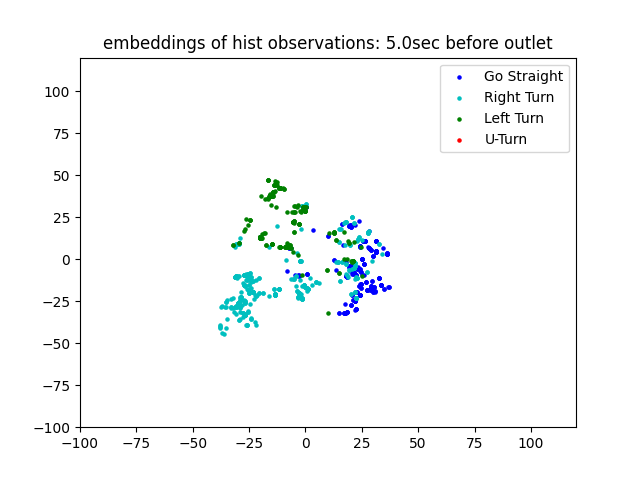 embeddings of hist observations: 5.0sec before outlet
Go Straight
Right Turn
Left Turn
U-Turn
100
75
50
25
0
−25
−50
−75
−100
−100 −75 −50 −25 0 25 50 75 100